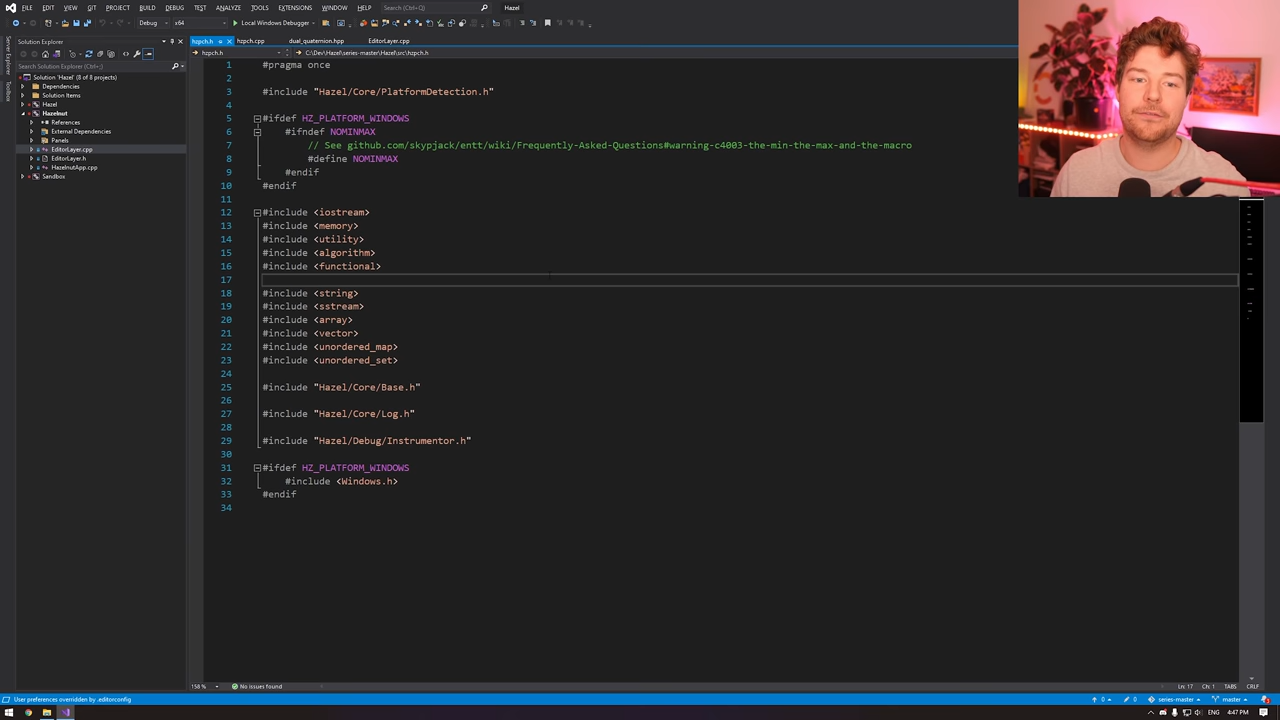 FILE EDIT VIEW GIT PROJECT BUILD DEBUG TEST ANALYZE TOOLS EXTENSIONS WINDOW HELP Search (Ctrl+Q) Hazel
Debug x64 Local Windows Debugger
Server Explorer
Toolbox
Solution Explorer
Search Solution Explorer (Ctrl+;)
Solution 'Hazel' (8 of 8 projects)
Dependencies
Solution Items
Hazel
Hazelnut
References
External Dependencies
Panels
EditorLayer.cpp
EditorLayer.h
HazelnutApp.cpp
Sandbox
hzpch.h hzpch.cpp dual_quaternion.hpp EditorLayer.cpp
hzpch.h C:\Dev\Hazel\series-master\Hazel\src\hzpch.h
1 #pragma once
2
3 #include "Hazel/Core/PlatformDetection.h"
4
5 #ifdef HZ_PLATFORM_WINDOWS
6 #ifndef NOMINMAX
7 // See github.com/skypjack/entt/wiki/Frequently-Asked-Questions#warning-c4003-the-min-the-max-and-the-macro
8 #define NOMINMAX
9 #endif
10 #endif
11
12 #include <iostream>
13 #include <memory>
14 #include <utility>
15 #include <algorithm>
16 #include <functional>
17
18 #include <string>
19 #include <sstream>
20 #include <array>
21 #include <vector>
22 #include <unordered_map>
23 #include <unordered_set>
24
25 #include "Hazel/Core/Base.h"
26
27 #include "Hazel/Core/Log.h"
28
29 #include "Hazel/Debug/Instrumentor.h"
30
31 #ifdef HZ_PLATFORM_WINDOWS
32 #include <Windows.h>
33 #endif
34
158 % No issues found Ln: 17 Ch: 1 TABS CRLF
User preferences overridden by .editorconfig 0 0 series-master master
ENG 4:47 PM